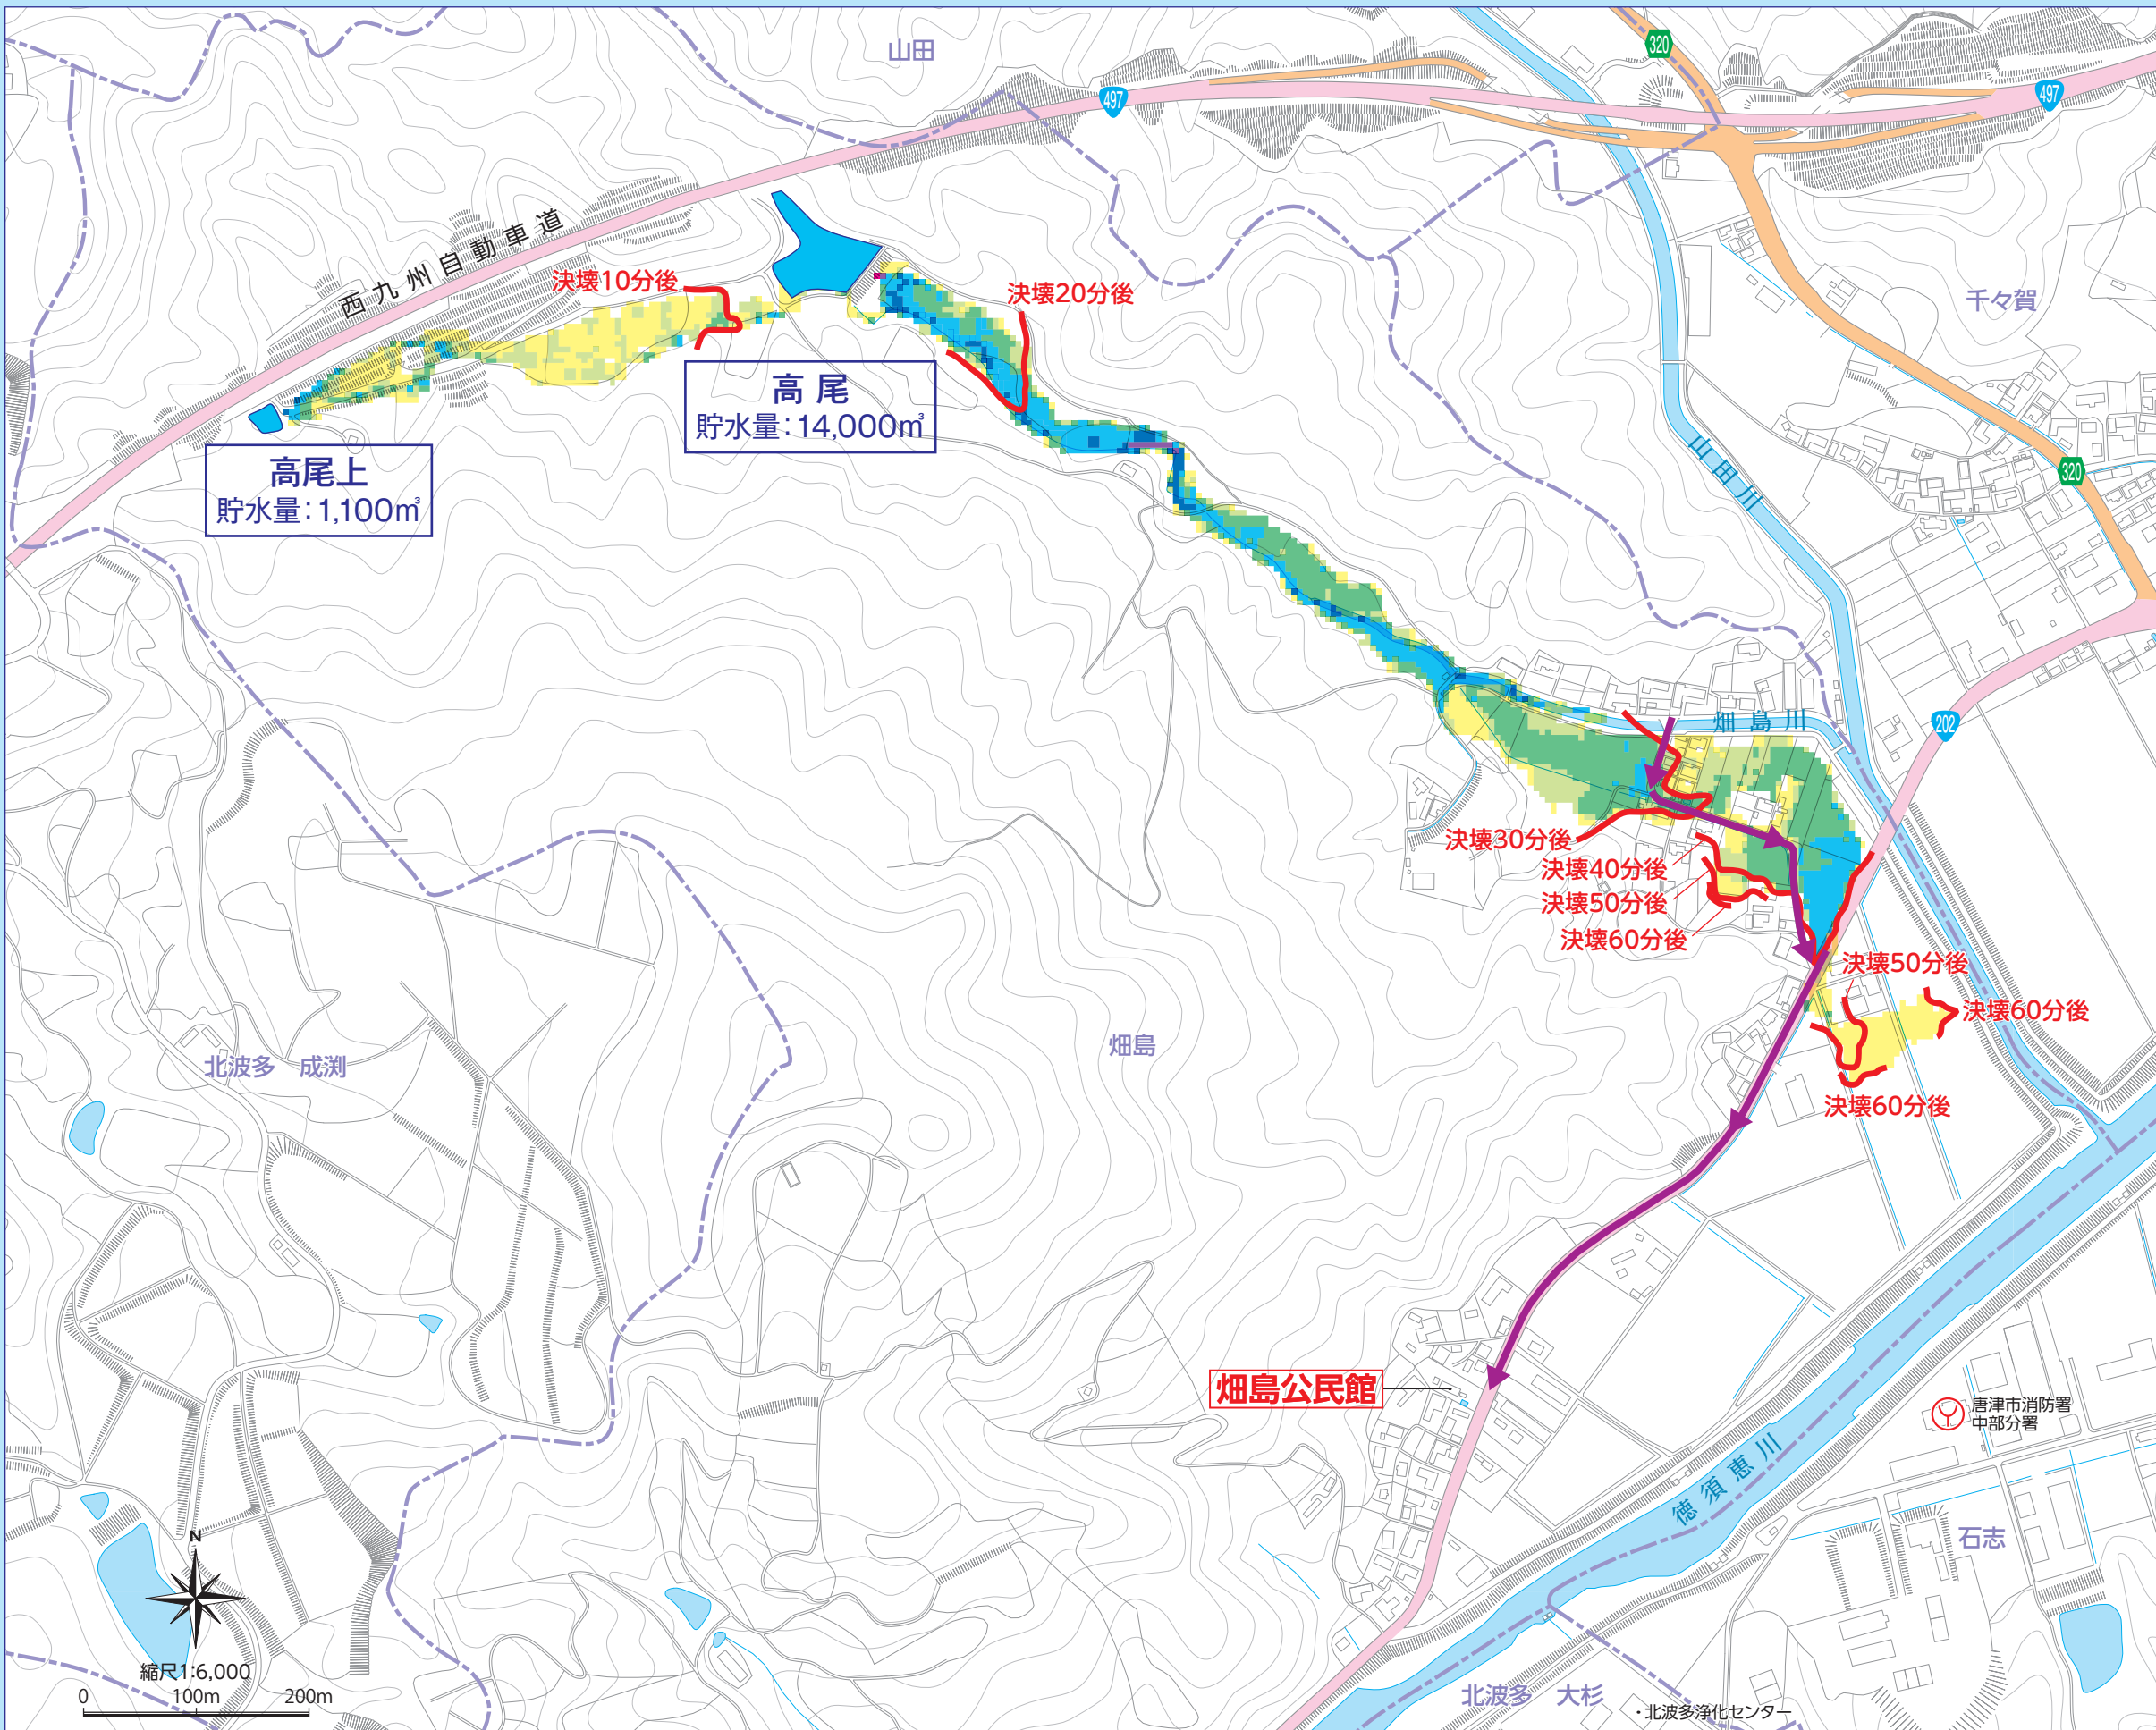 山田
320
497
497
西九州自動車道
決壊10分後
決壊20分後
千々賀
高尾
貯水量：14,000㎥
高尾上
貯水量：1,100㎥
山田川
320
畑島川
202
決壊30分後
決壊40分後
決壊50分後
決壊60分後
決壊50分後
決壊60分後
決壊60分後
北波多 成渕
畑島
畑島公民館
唐津市消防署
中部分署
徳須恵川
石志
N
縮尺1:6,000
0 100m 200m
北波多 大杉
・北波多浄化センター